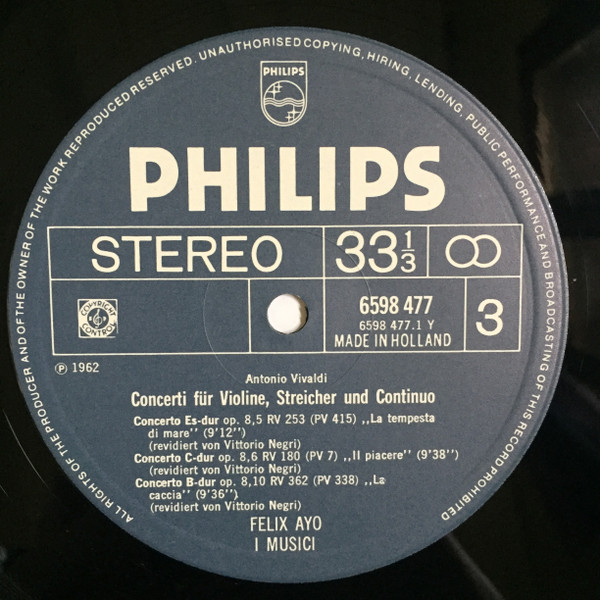 ALL RIGHTS OF THE PRODUCER AND OF THE OWNER OF THE WORK REPRODUCED RESERVED. UNAUTHORISED COPYING, HIRING, LENDING, PUBLIC PERFORMANCE AND BROADCASTING OF THIS RECORD PROHIBITED
PHILIPS
PHILIPS
STEREO 33 1/3
COPYRIGHT CONTROL
6598 477
6598 477.1 Y
MADE IN HOLLAND
3
Ⓟ 1962
Antonio Vivaldi
Concerti für Violine, Streicher und Continuo
Concerto Es-dur op. 8,5 RV 253 (PV 415) ,,La tempesta
di mare'' (9'12'')
(revidiert von Vittorio Negri)
Concerto C-dur op. 8,6 RV 180 (PV 7) ,,Il piacere'' (9'38'')
(revidiert von Vittorio Negri)
Concerto B-dur op. 8,10 RV 362 (PV 338) ,,La
caccia'' (9'36'')
(revidiert von Vittorio Negri)
FELIX AYO
I MUSICI